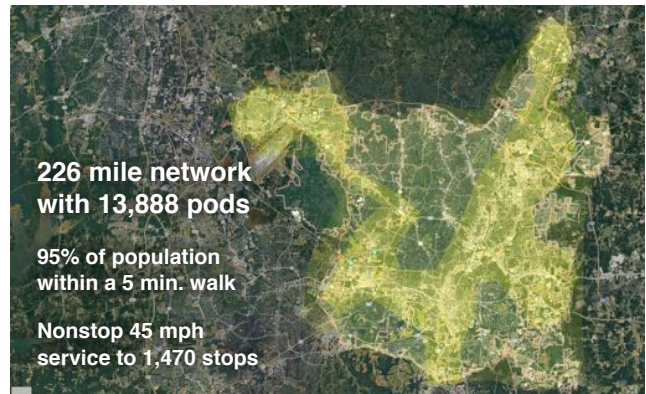 226 mile network
with 13,888 pods
95% of population
within a 5 min. walk
Nonstop 45 mph
service to 1,470 stops